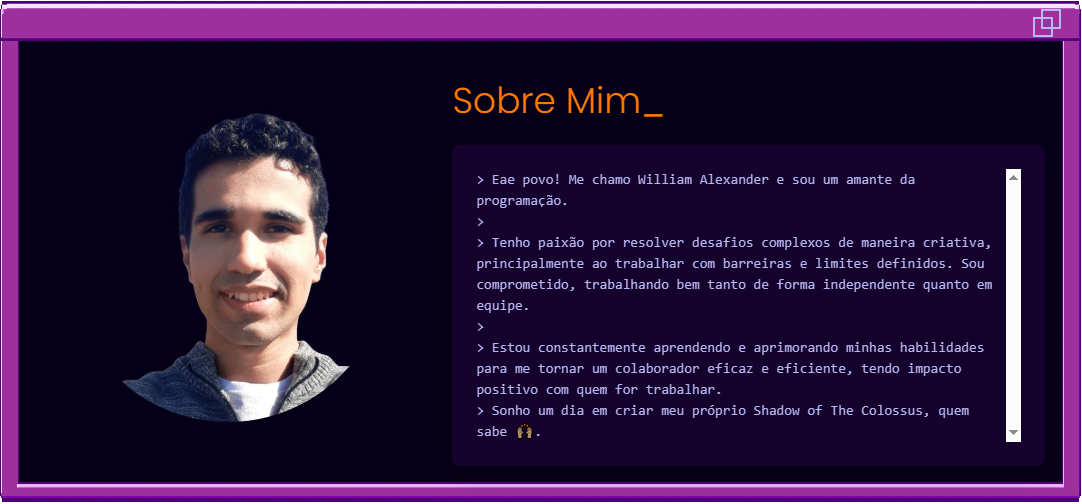 Sobre Mim_
> Eae povo! Me chamo William Alexander e sou um amante da
programação.
>
> Tenho paixão por resolver desafios complexos de maneira criativa,
principalmente ao trabalhar com barreiras e limites definidos. Sou
comprometido, trabalhando bem tanto de forma independente quanto em
equipe.
>
> Estou constantemente aprendendo e aprimorando minhas habilidades
para me tornar um colaborador eficaz e eficiente, tendo impacto
positivo com quem for trabalhar.
> Sonho um dia em criar meu próprio Shadow of The Colossus, quem
sabe 🙌.